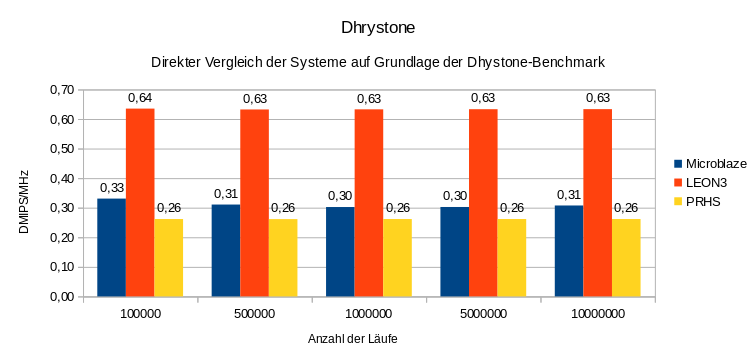 Dhrystone
Direkter Vergleich der Systeme auf Grundlage der Dhystone-Benchmark
DMIPS/MHz
0,70
0,60
0,50
0,40
0,30
0,20
0,10
0,00
0,33 0,64 0,26
0,31 0,63 0,26
0,30 0,63 0,26
0,30 0,63 0,26
0,31 0,63 0,26
100000 500000 1000000 5000000 10000000
Anzahl der Läufe
Microblaze
LEON3
PRHS